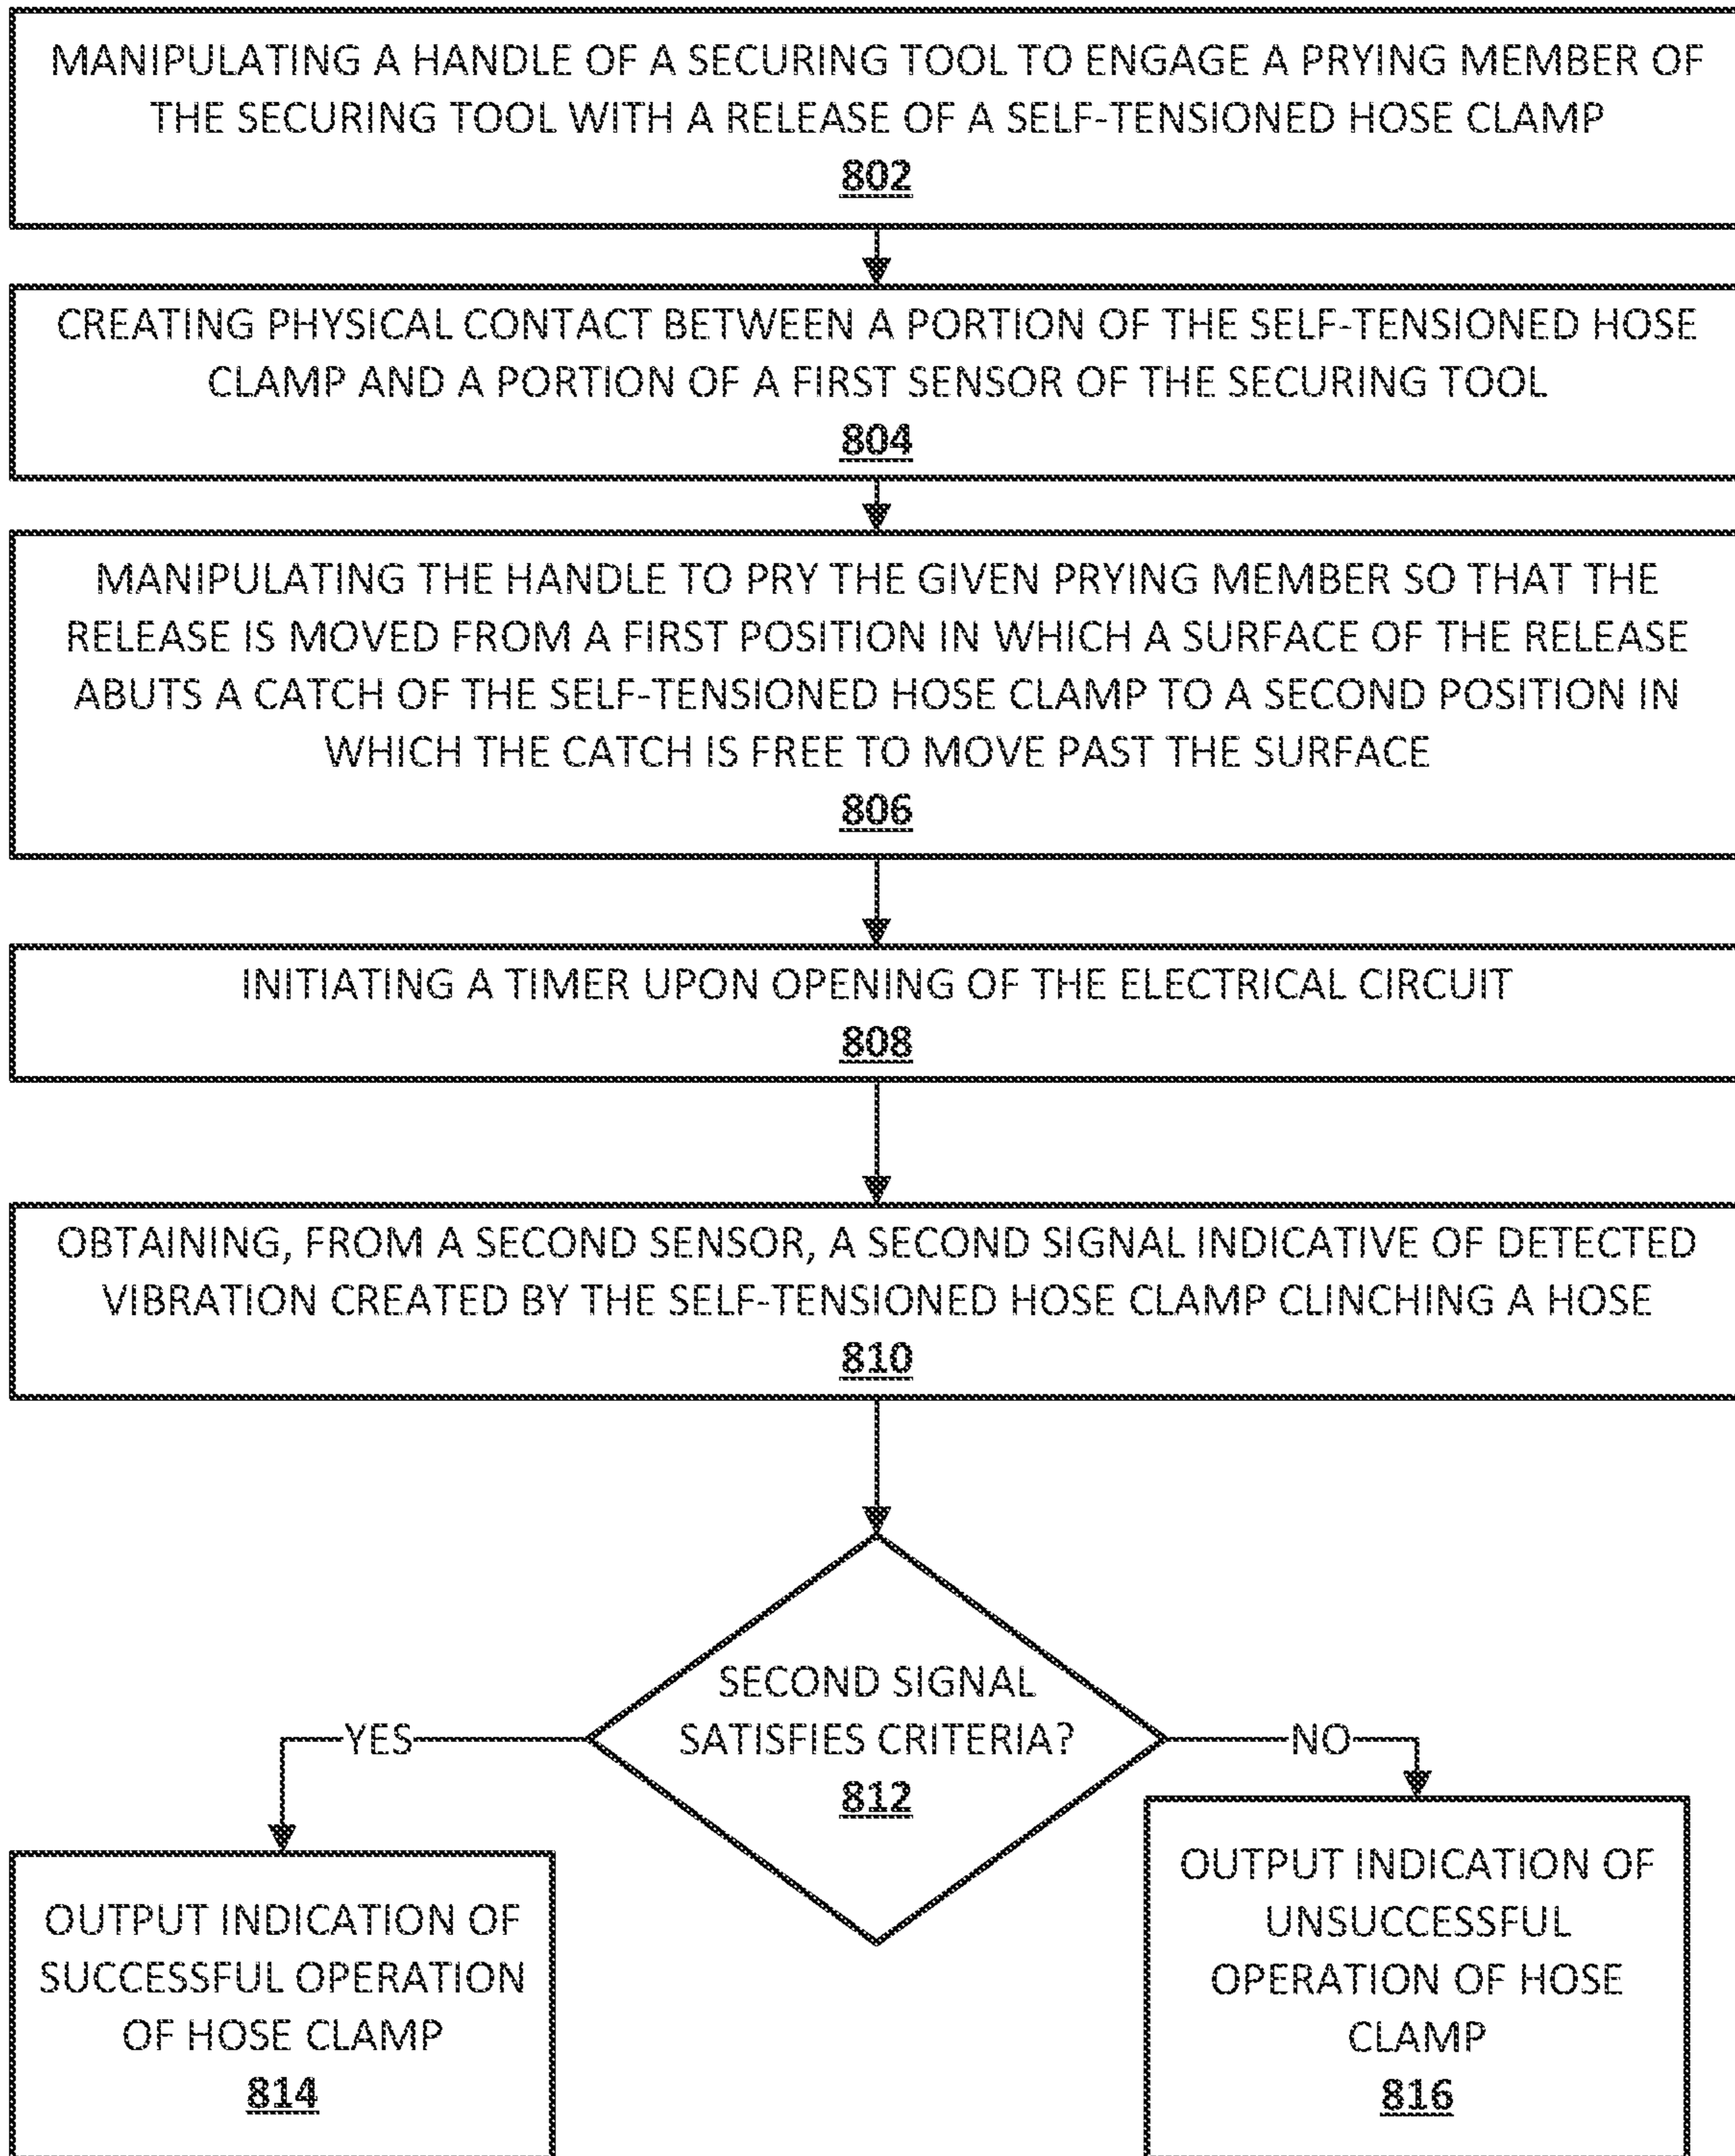 MANIPULATING A HANDLE OF A SECURING TOOL TO ENGAGE A PRYING MEMBER OF
THE SECURING TOOL WITH A RELEASE OF A SELF-TENSIONED HOSE CLAMP
802
CREATING PHYSICAL CONTACT BETWEEN A PORTION OF THE SELF-TENSIONED HOSE
CLAMP AND A PORTION OF A FIRST SENSOR OF THE SECURING TOOL
804
MANIPULATING THE HANDLE TO PRY THE GIVEN PRYING MEMBER SO THAT THE
RELEASE IS MOVED FROM A FIRST POSITION IN WHICH A SURFACE OF THE RELEASE
ABUTS A CATCH OF THE SELF-TENSIONED HOSE CLAMP TO A SECOND POSITION IN
WHICH THE CATCH IS FREE TO MOVE PAST THE SURFACE
806
INITIATING A TIMER UPON OPENING OF THE ELECTRICAL CIRCUIT
808
OBTAINING, FROM A SECOND SENSOR, A SECOND SIGNAL INDICATIVE OF DETECTED
VIBRATION CREATED BY THE SELF-TENSIONED HOSE CLAMP CLINCHING A HOSE
810
SECOND SIGNAL
SATISFIES CRITERIA?
812
YES
NO
OUTPUT INDICATION OF
SUCCESSFUL OPERATION
OF HOSE CLAMP
814
OUTPUT INDICATION OF
UNSUCCESSFUL
OPERATION OF HOSE
CLAMP
816